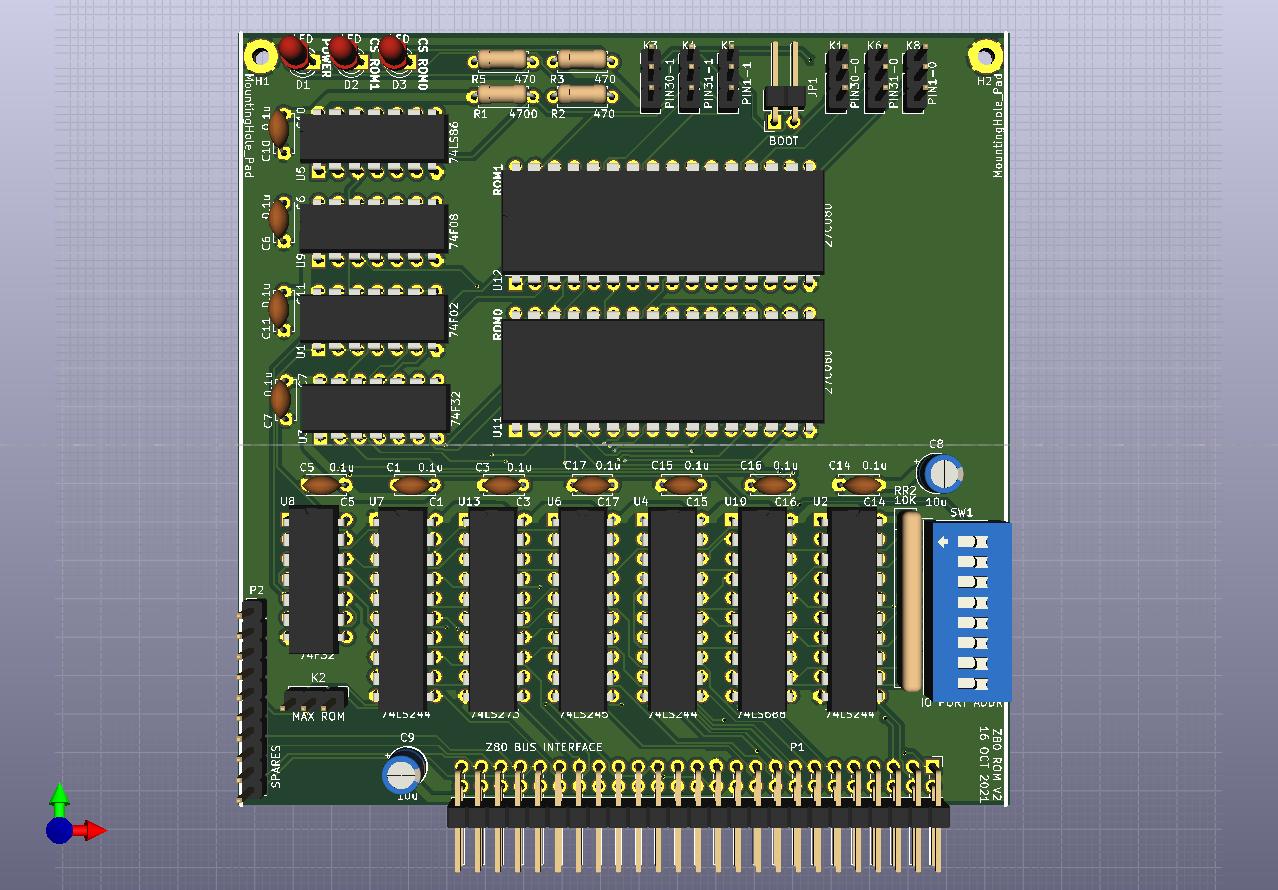 H1
MountingHole_Pad
POWER
D1
CS ROM1
D2
CS ROM0
D3
R5 470
R3 470
R1 4700
R2 470
K3
PIN30-1
K4
PIN31-1
K5
PIN1-1
JP1
BOOT
K1
PIN30-0
K6
PIN31-0
K8
PIN1-0
H2
MountingHole_Pad
0.1u
C10
U5
74LS86
0.1u
C6
U9
74F08
0.1u
C11
U1
74F02
0.1u
C7
U3
74F32
ROM1
U12
27C080
ROM0
U11
27C080
C8
10u
C5 0.1u
C1 0.1u
C3 0.1u
C17 0.1u
C15 0.1u
C16 0.1u
C14 0.1u
U8 C5
U7 C1
U13 C3
U6 C17
U4 C15
U10 C16
U2 C14
RR2
10K
SW1
IO PORT ADDR
P2
SPARES
74F32
K2
MAX ROM
74LS244
74LS273
74LS245
74LS244
74LS688
74LS244
C9
10u
Z80 BUS INTERFACE
P1
Z80 ROM V2
16 OCT 2021